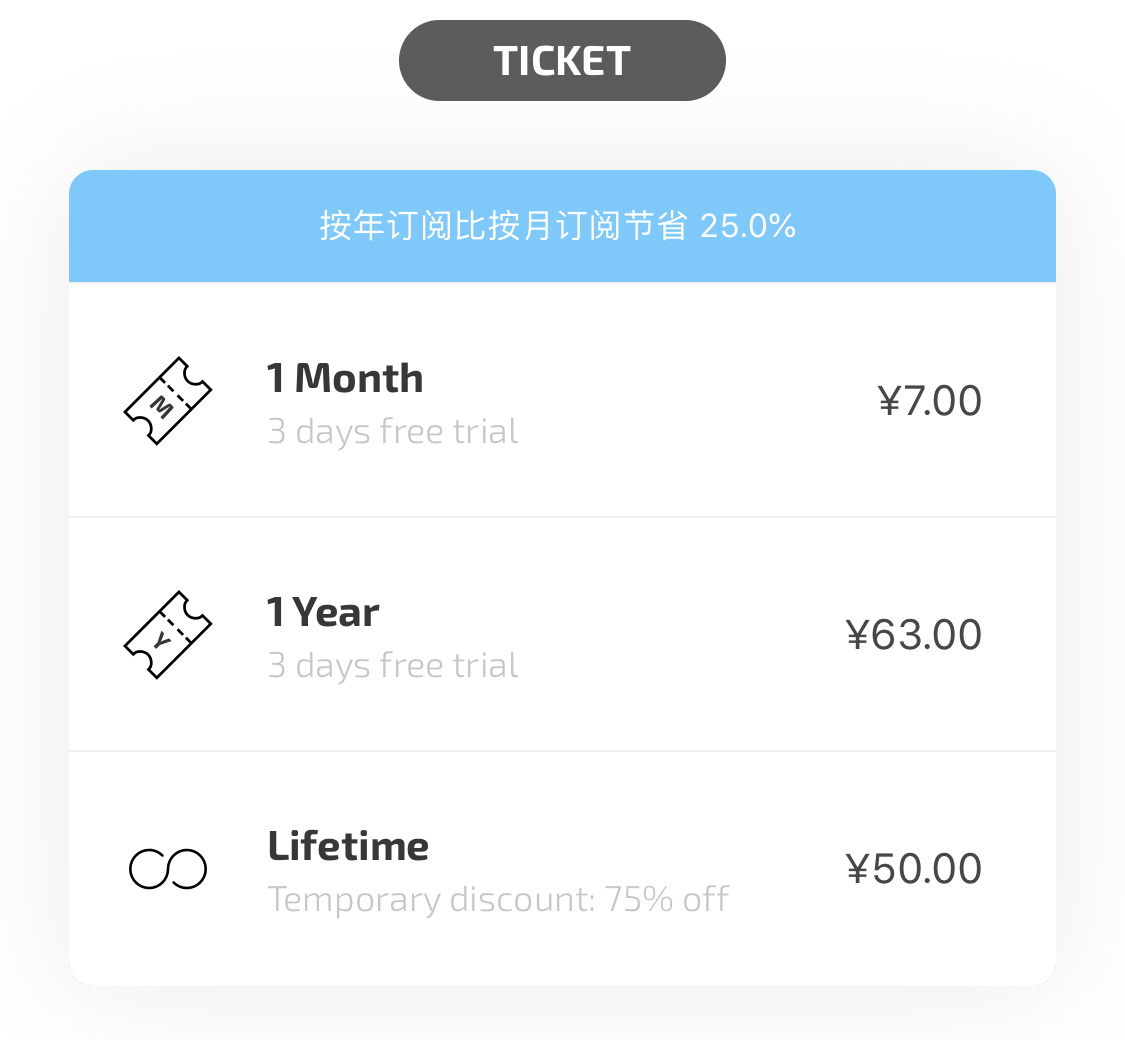 TICKET
按年订阅比按月订阅节省 25.0%
M
1 Month
3 days free trial
¥7.00
Y
1 Year
3 days free trial
¥63.00
Lifetime
Temporary discount: 75% off
¥50.00